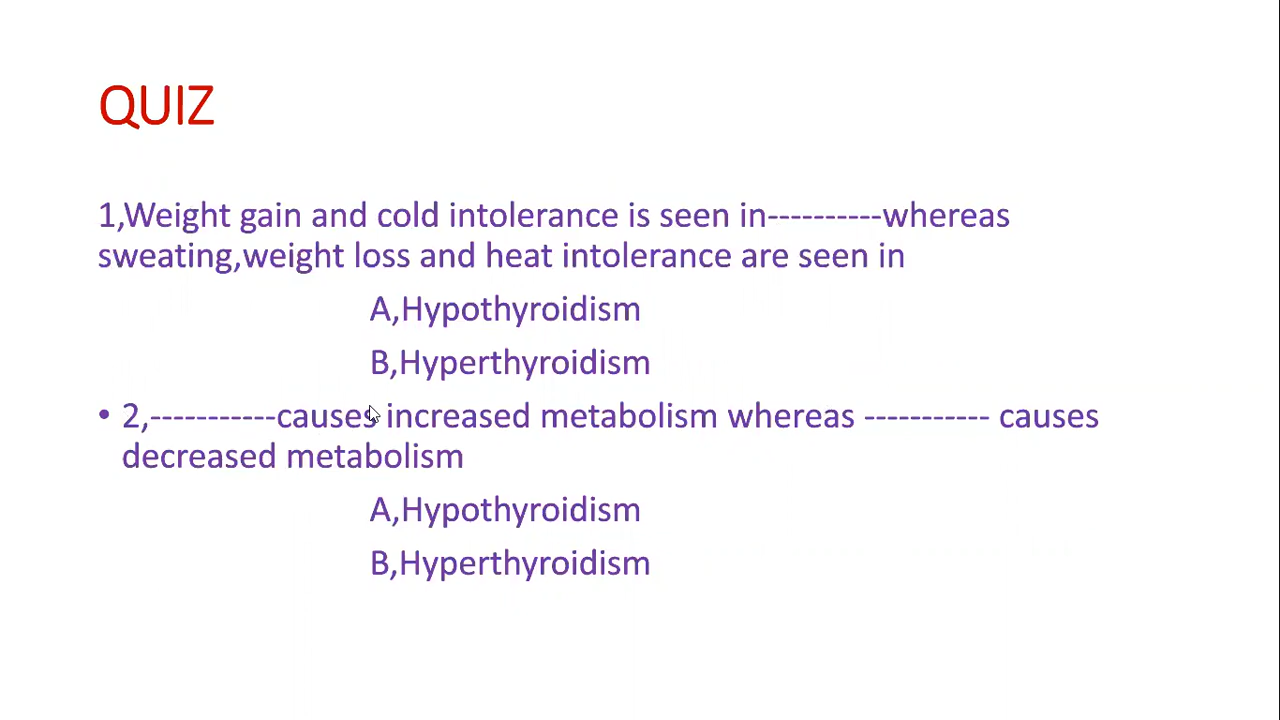 QUIZ
1,Weight gain and cold intolerance is seen in----------whereas
sweating,weight loss and heat intolerance are seen in
A,Hypothyroidism
B,Hyperthyroidism
• 2,-----------causes increased metabolism whereas ----------- causes
decreased metabolism
A,Hypothyroidism
B,Hyperthyroidism